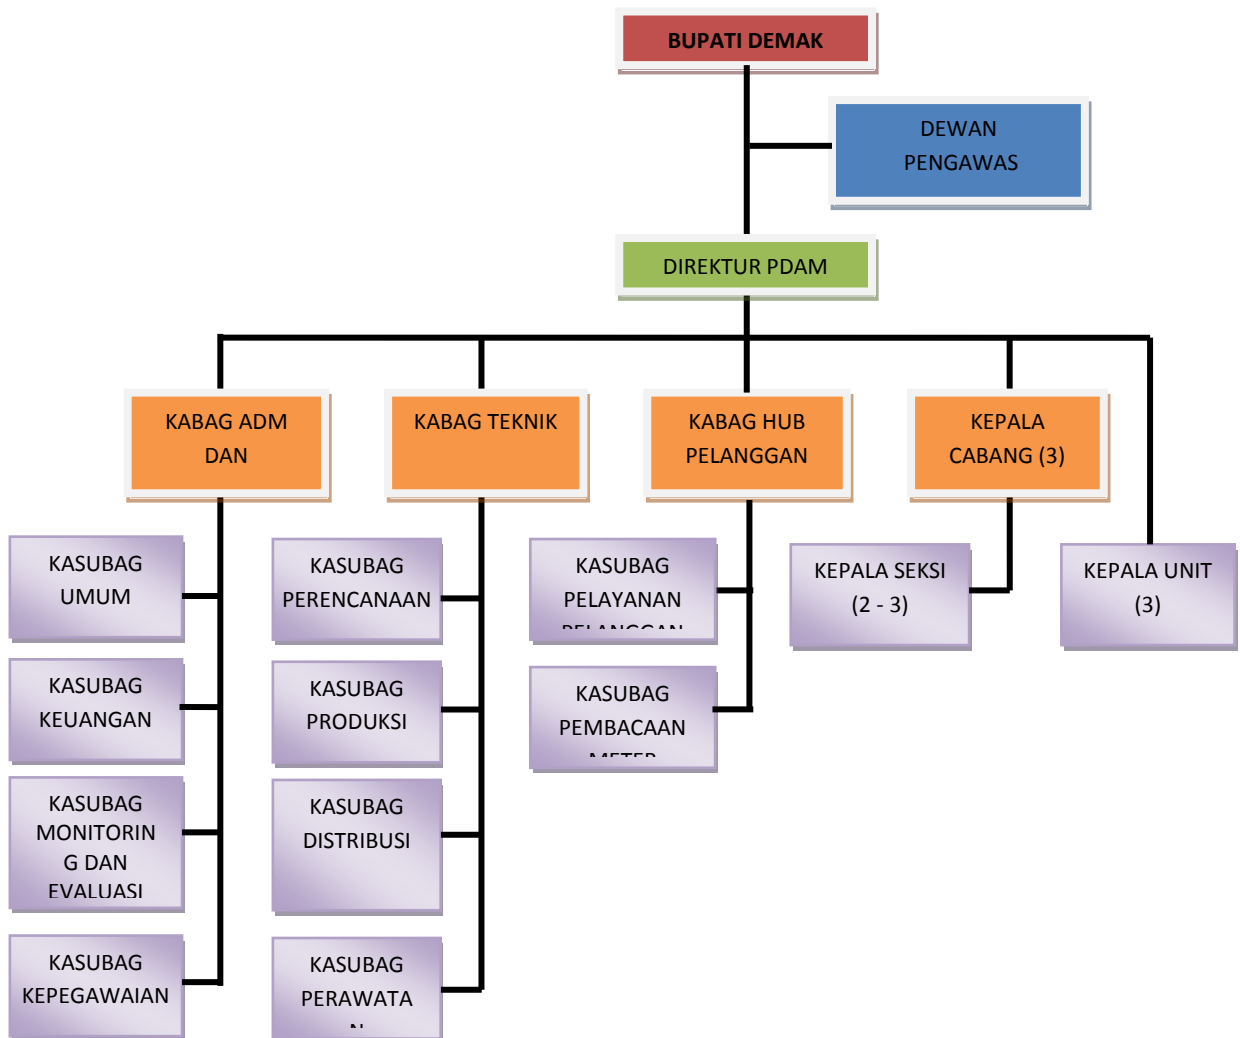 BUPATI DEMAK
DEWAN
PENGAWAS
DIREKTUR PDAM
KABAG ADM
DAN
KABAG TEKNIK
KABAG HUB
PELANGGAN
KEPALA
CABANG (3)
KASUBAG
UMUM
KASUBAG
PERENCANAAN
KASUBAG
PELAYANAN
PELANGGAN
KEPALA SEKSI
(2 - 3)
KEPALA UNIT
(3)
KASUBAG
KEUANGAN
KASUBAG
PRODUKSI
KASUBAG
PEMBACAAN
METER
KASUBAG
MONITORIN
G DAN
EVALUASI
KASUBAG
DISTRIBUSI
KASUBAG
KEPEGAWAIAN
KASUBAG
PERAWATA
N